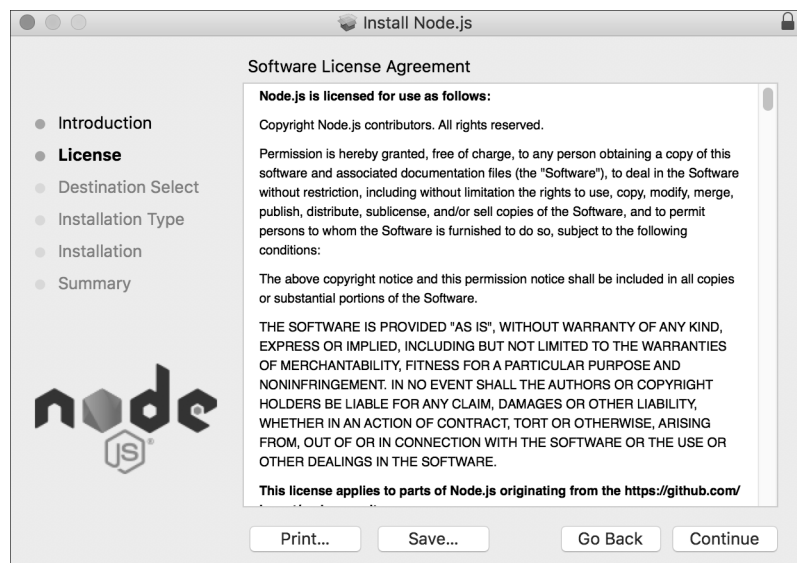 Install Node.js
Software License Agreement
Introduction
License
Destination Select
Installation Type
Installation
Summary
node
JS®
Node.js is licensed for use as follows:
Copyright Node.js contributors. All rights reserved.
Permission is hereby granted, free of charge, to any person obtaining a copy of this
software and associated documentation files (the "Software"), to deal in the Software
without restriction, including without limitation the rights to use, copy, modify, merge,
publish, distribute, sublicense, and/or sell copies of the Software, and to permit
persons to whom the Software is furnished to do so, subject to the following
conditions:
The above copyright notice and this permission notice shall be included in all copies
or substantial portions of the Software.
THE SOFTWARE IS PROVIDED "AS IS", WITHOUT WARRANTY OF ANY KIND,
EXPRESS OR IMPLIED, INCLUDING BUT NOT LIMITED TO THE WARRANTIES
OF MERCHANTABILITY, FITNESS FOR A PARTICULAR PURPOSE AND
NONINFRINGEMENT. IN NO EVENT SHALL THE AUTHORS OR COPYRIGHT
HOLDERS BE LIABLE FOR ANY CLAIM, DAMAGES OR OTHER LIABILITY,
WHETHER IN AN ACTION OF CONTRACT, TORT OR OTHERWISE, ARISING
FROM, OUT OF OR IN CONNECTION WITH THE SOFTWARE OR THE USE OR
OTHER DEALINGS IN THE SOFTWARE.
This license applies to parts of Node.js originating from the https://github.com/
Print...
Save...
Go Back
Continue